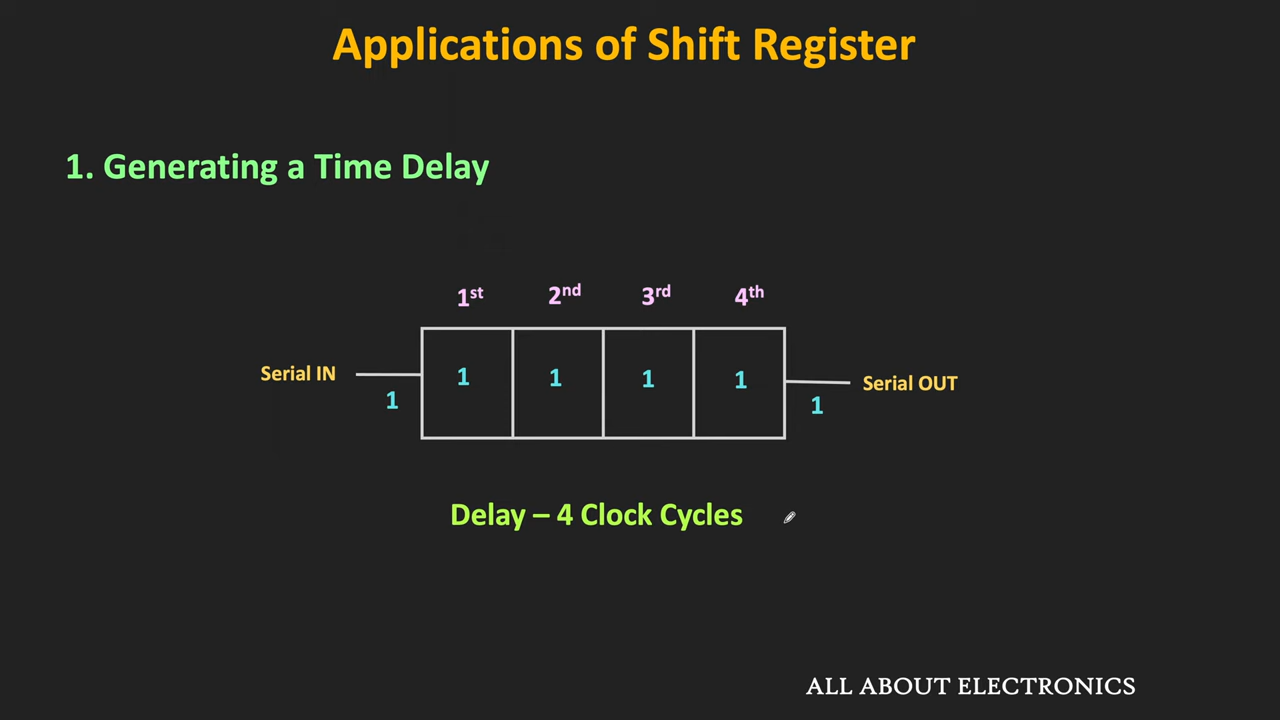 Applications of Shift Register
1. Generating a Time Delay
1st 2nd 3rd 4th
Serial IN 1 1 1 1 Serial OUT
1 1
Delay – 4 Clock Cycles
ALL ABOUT ELECTRONICS